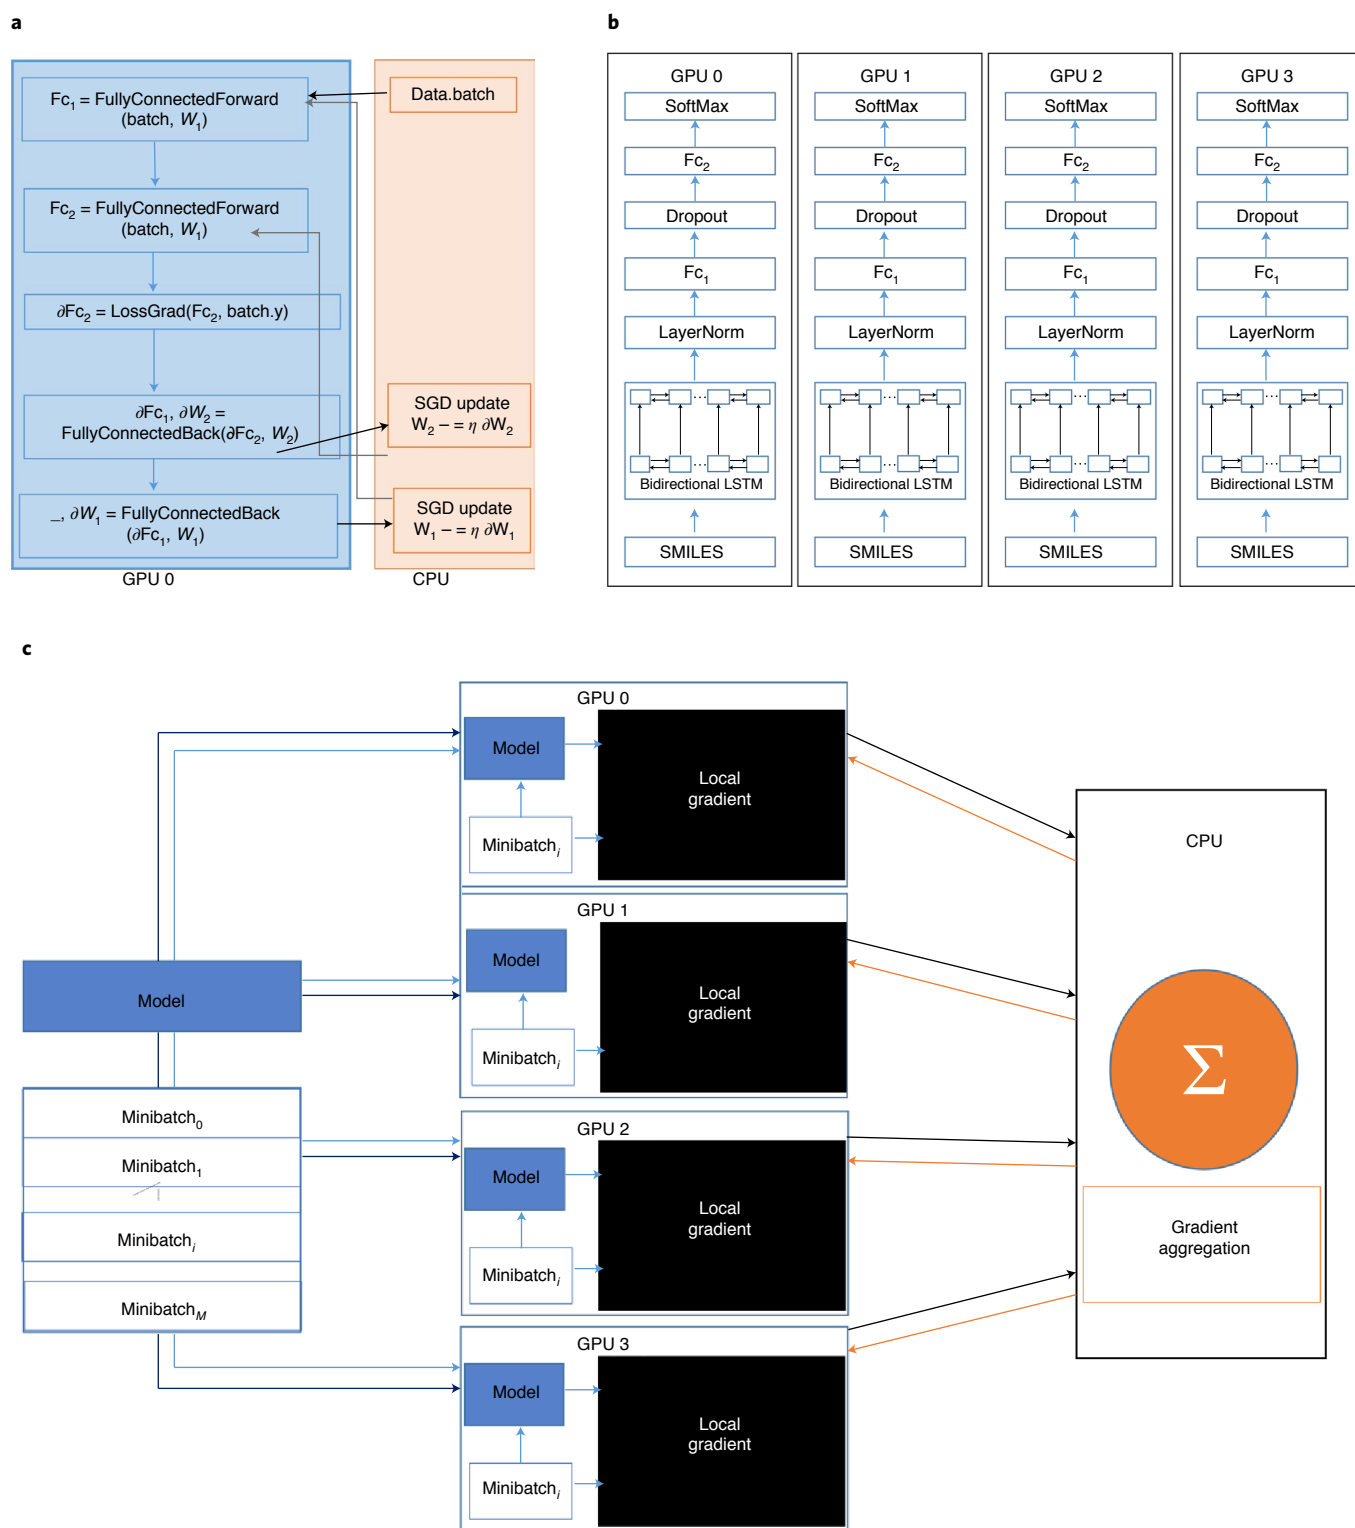 a
Fc₁ = FullyConnectedForward
(batch, W₁)
Data.batch
Fc₂ = FullyConnectedForward
(batch, W₁)
∂Fc₂ = LossGrad(Fc₂, batch.y)
∂Fc₁, ∂W₂ =
FullyConnectedBack(∂Fc₂, W₂)
SGD update
W₂ − = η ∂W₂
_, ∂W₁ = FullyConnectedBack
(∂Fc₁, W₁)
SGD update
W₁ − = η ∂W₁
GPU 0
CPU
b
GPU 0
SoftMax
Fc₂
Dropout
Fc₁
LayerNorm
...
...
Bidirectional LSTM
SMILES
GPU 1
SoftMax
Fc₂
Dropout
Fc₁
LayerNorm
...
...
Bidirectional LSTM
SMILES
GPU 2
SoftMax
Fc₂
Dropout
Fc₁
LayerNorm
...
...
Bidirectional LSTM
SMILES
GPU 3
SoftMax
Fc₂
Dropout
Fc₁
LayerNorm
...
...
Bidirectional LSTM
SMILES
c
Model
Minibatch₀
Minibatch₁
Minibatchᵢ
Minibatch_M
GPU 0
Model
Minibatchᵢ
Local
gradient
GPU 1
Model
Minibatchᵢ
Local
gradient
GPU 2
Model
Minibatchᵢ
Local
gradient
GPU 3
Model
Minibatchᵢ
Local
gradient
CPU
Σ
Gradient
aggregation